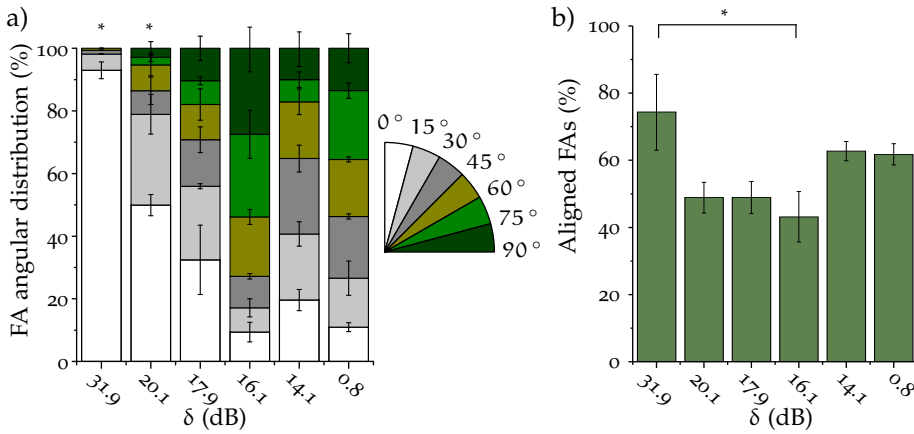 a)
* *
FA angular distribution (%)
100
80
60
40
20
0
31.9 20.1 17.9 16.1 14.1 0.8
δ (dB)
0° 15° 30° 45° 60° 75° 90°
b)
*
Aligned FAs (%)
100
80
60
40
20
0
31.9 20.1 17.9 16.1 14.1 0.8
δ (dB)